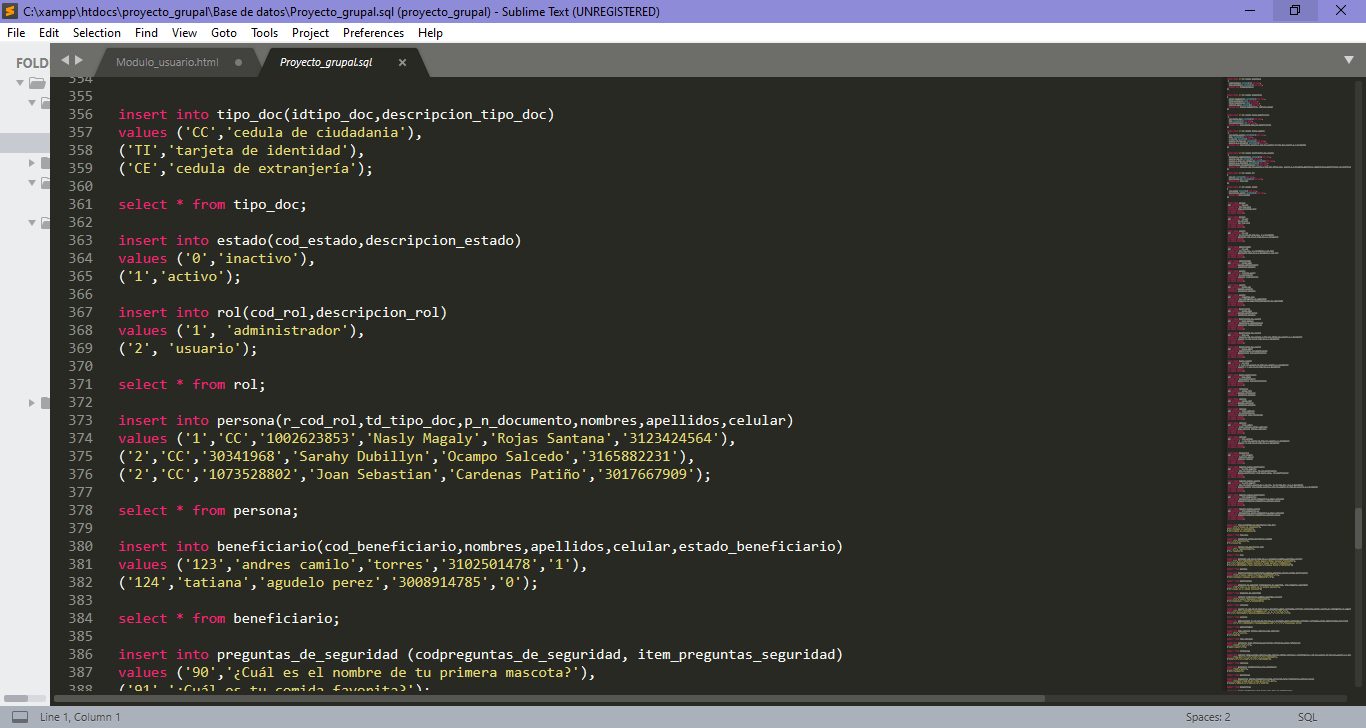 C:\xampp\htdocs\proyecto_grupal\Base de datos\Proyecto_grupal.sql (proyecto_grupal) - Sublime Text (UNREGISTERED)
File Edit Selection Find View Goto Tools Project Preferences Help
FOLD
Modulo_usuario.html Proyecto_grupal.sql
354
355
356 insert into tipo_doc(idtipo_doc,descripcion_tipo_doc)
357 values ('CC','cedula de ciudadania'),
358 ('TI','tarjeta de identidad'),
359 ('CE','cedula de extranjería');
360
361 select * from tipo_doc;
362
363 insert into estado(cod_estado,descripcion_estado)
364 values ('0','inactivo'),
365 ('1','activo');
366
367 insert into rol(cod_rol,descripcion_rol)
368 values ('1', 'administrador'),
369 ('2', 'usuario');
370
371 select * from rol;
372
373 insert into persona(r_cod_rol,td_tipo_doc,p_n_documento,nombres,apellidos,celular)
374 values ('1','CC','1002623853','Nasly Magaly','Rojas Santana','3123424564'),
375 ('2','CC','30341968','Sarahy Dubillyn','Ocampo Salcedo','3165882231'),
376 ('2','CC','1073528802','Joan Sebastian','Cardenas Patiño','3017667909');
377
378 select * from persona;
379
380 insert into beneficiario(cod_beneficiario,nombres,apellidos,celular,estado_beneficiario)
381 values ('123','andres camilo','torres','3102501478','1'),
382 ('124','tatiana','agudelo perez','3008914785','0');
383
384 select * from beneficiario;
385
386 insert into preguntas_de_seguridad (codpreguntas_de_seguridad, item_preguntas_seguridad)
387 values ('90','¿Cuál es el nombre de tu primera mascota?'),
388 ('91','¿Cuál es tu comida favorita?');
Line 1, Column 1 Spaces: 2 SQL